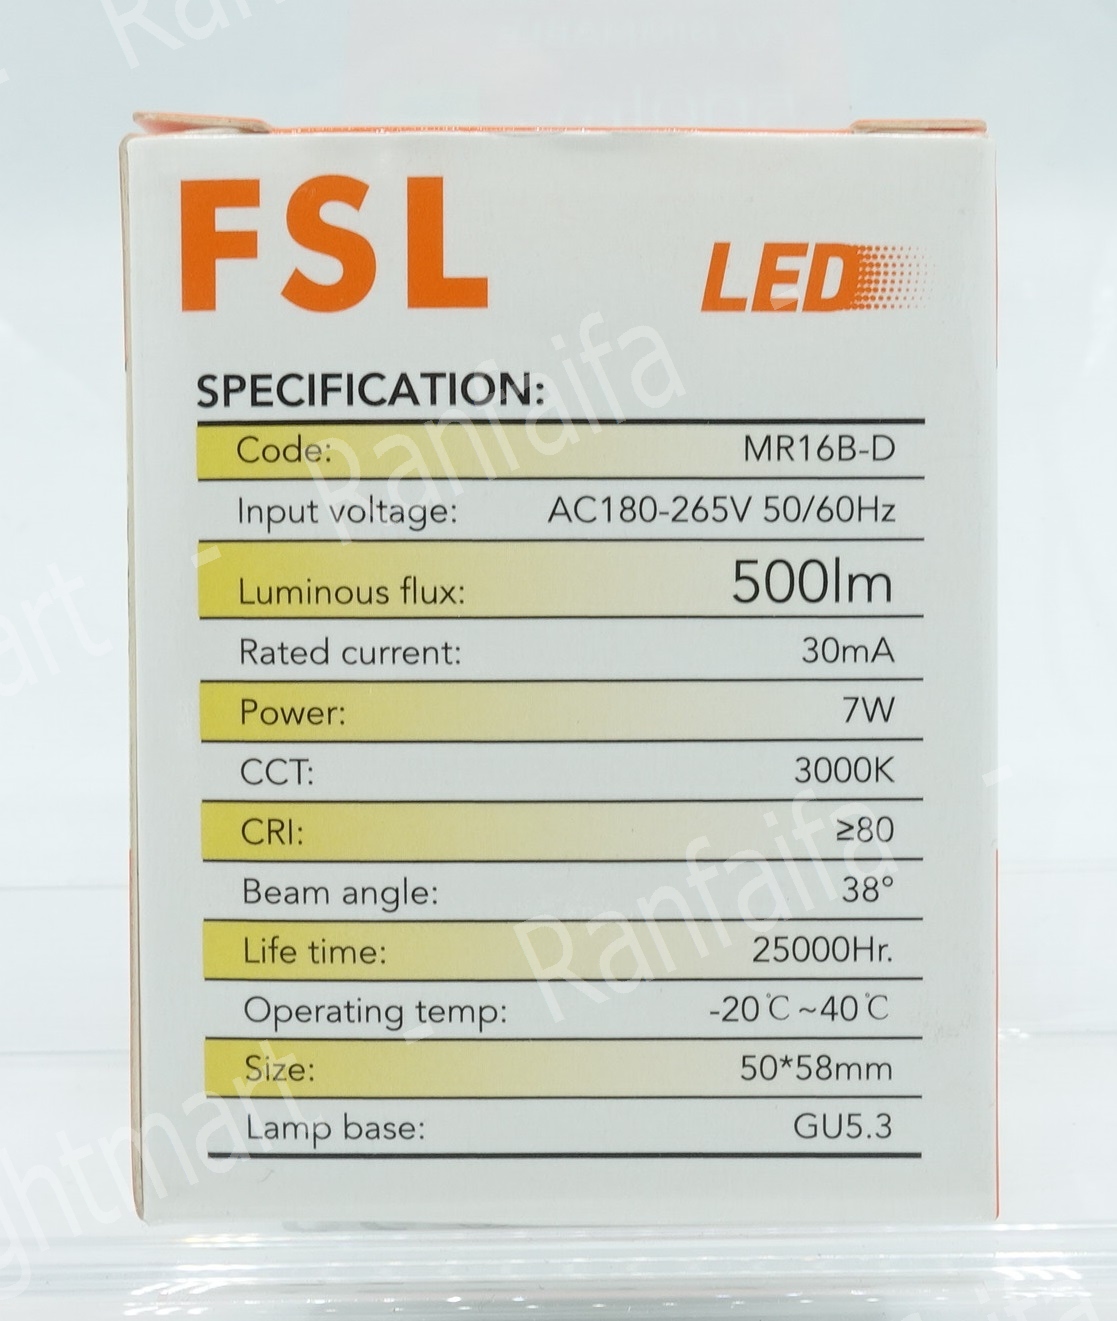 FSL
LED
SPECIFICATION:
Code: MR16B-D
Input voltage: AC180-265V 50/60Hz
Luminous flux: 500lm
Rated current: 30mA
Power: 7W
CCT: 3000K
CRI: ≥80
Beam angle: 38°
Life time: 25000Hr.
Operating temp: -20℃~40℃
Size: 50*58mm
Lamp base: GU5.3
Ranfaifa
Ranfaifa